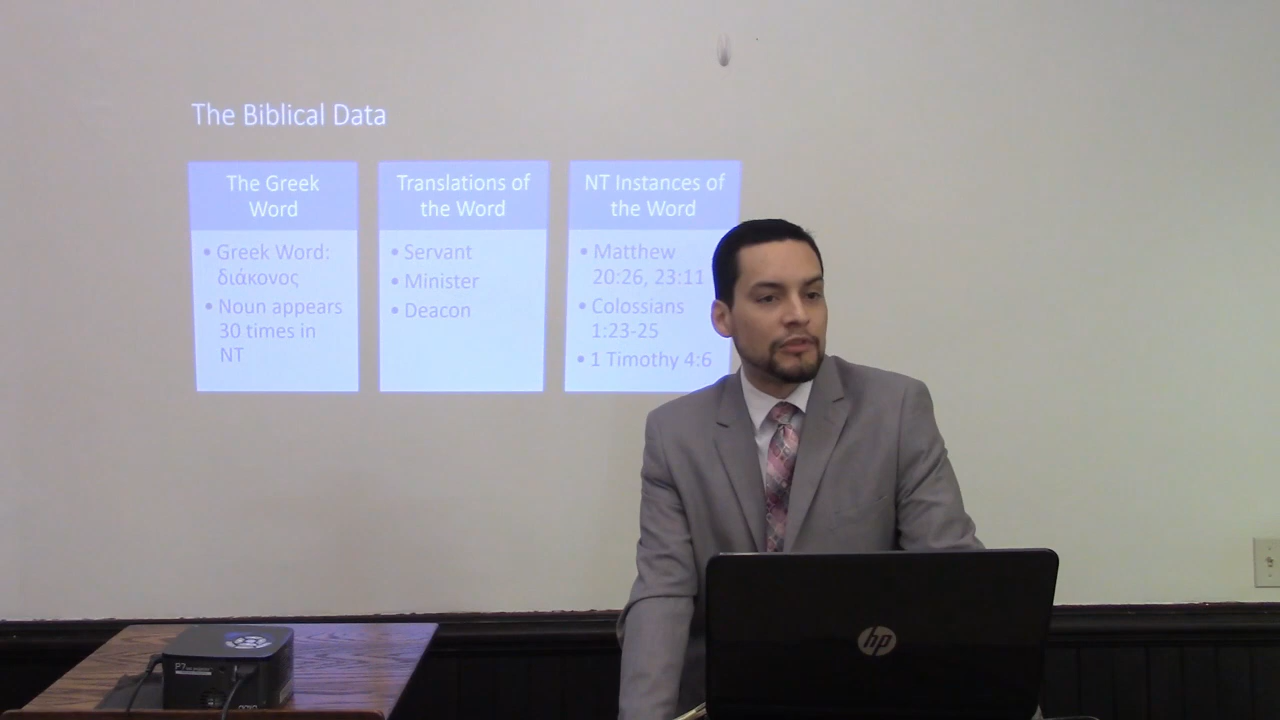 The Biblical Data
The Greek
Word
• Greek Word:
διάκονος
• Noun appears
30 times in
NT
Translations of
the Word
• Servant
• Minister
• Deacon
NT Instances of
the Word
• Matthew
20:26, 23:11
• Colossians
1:23-25
• 1 Timothy 4:6
P7
hp